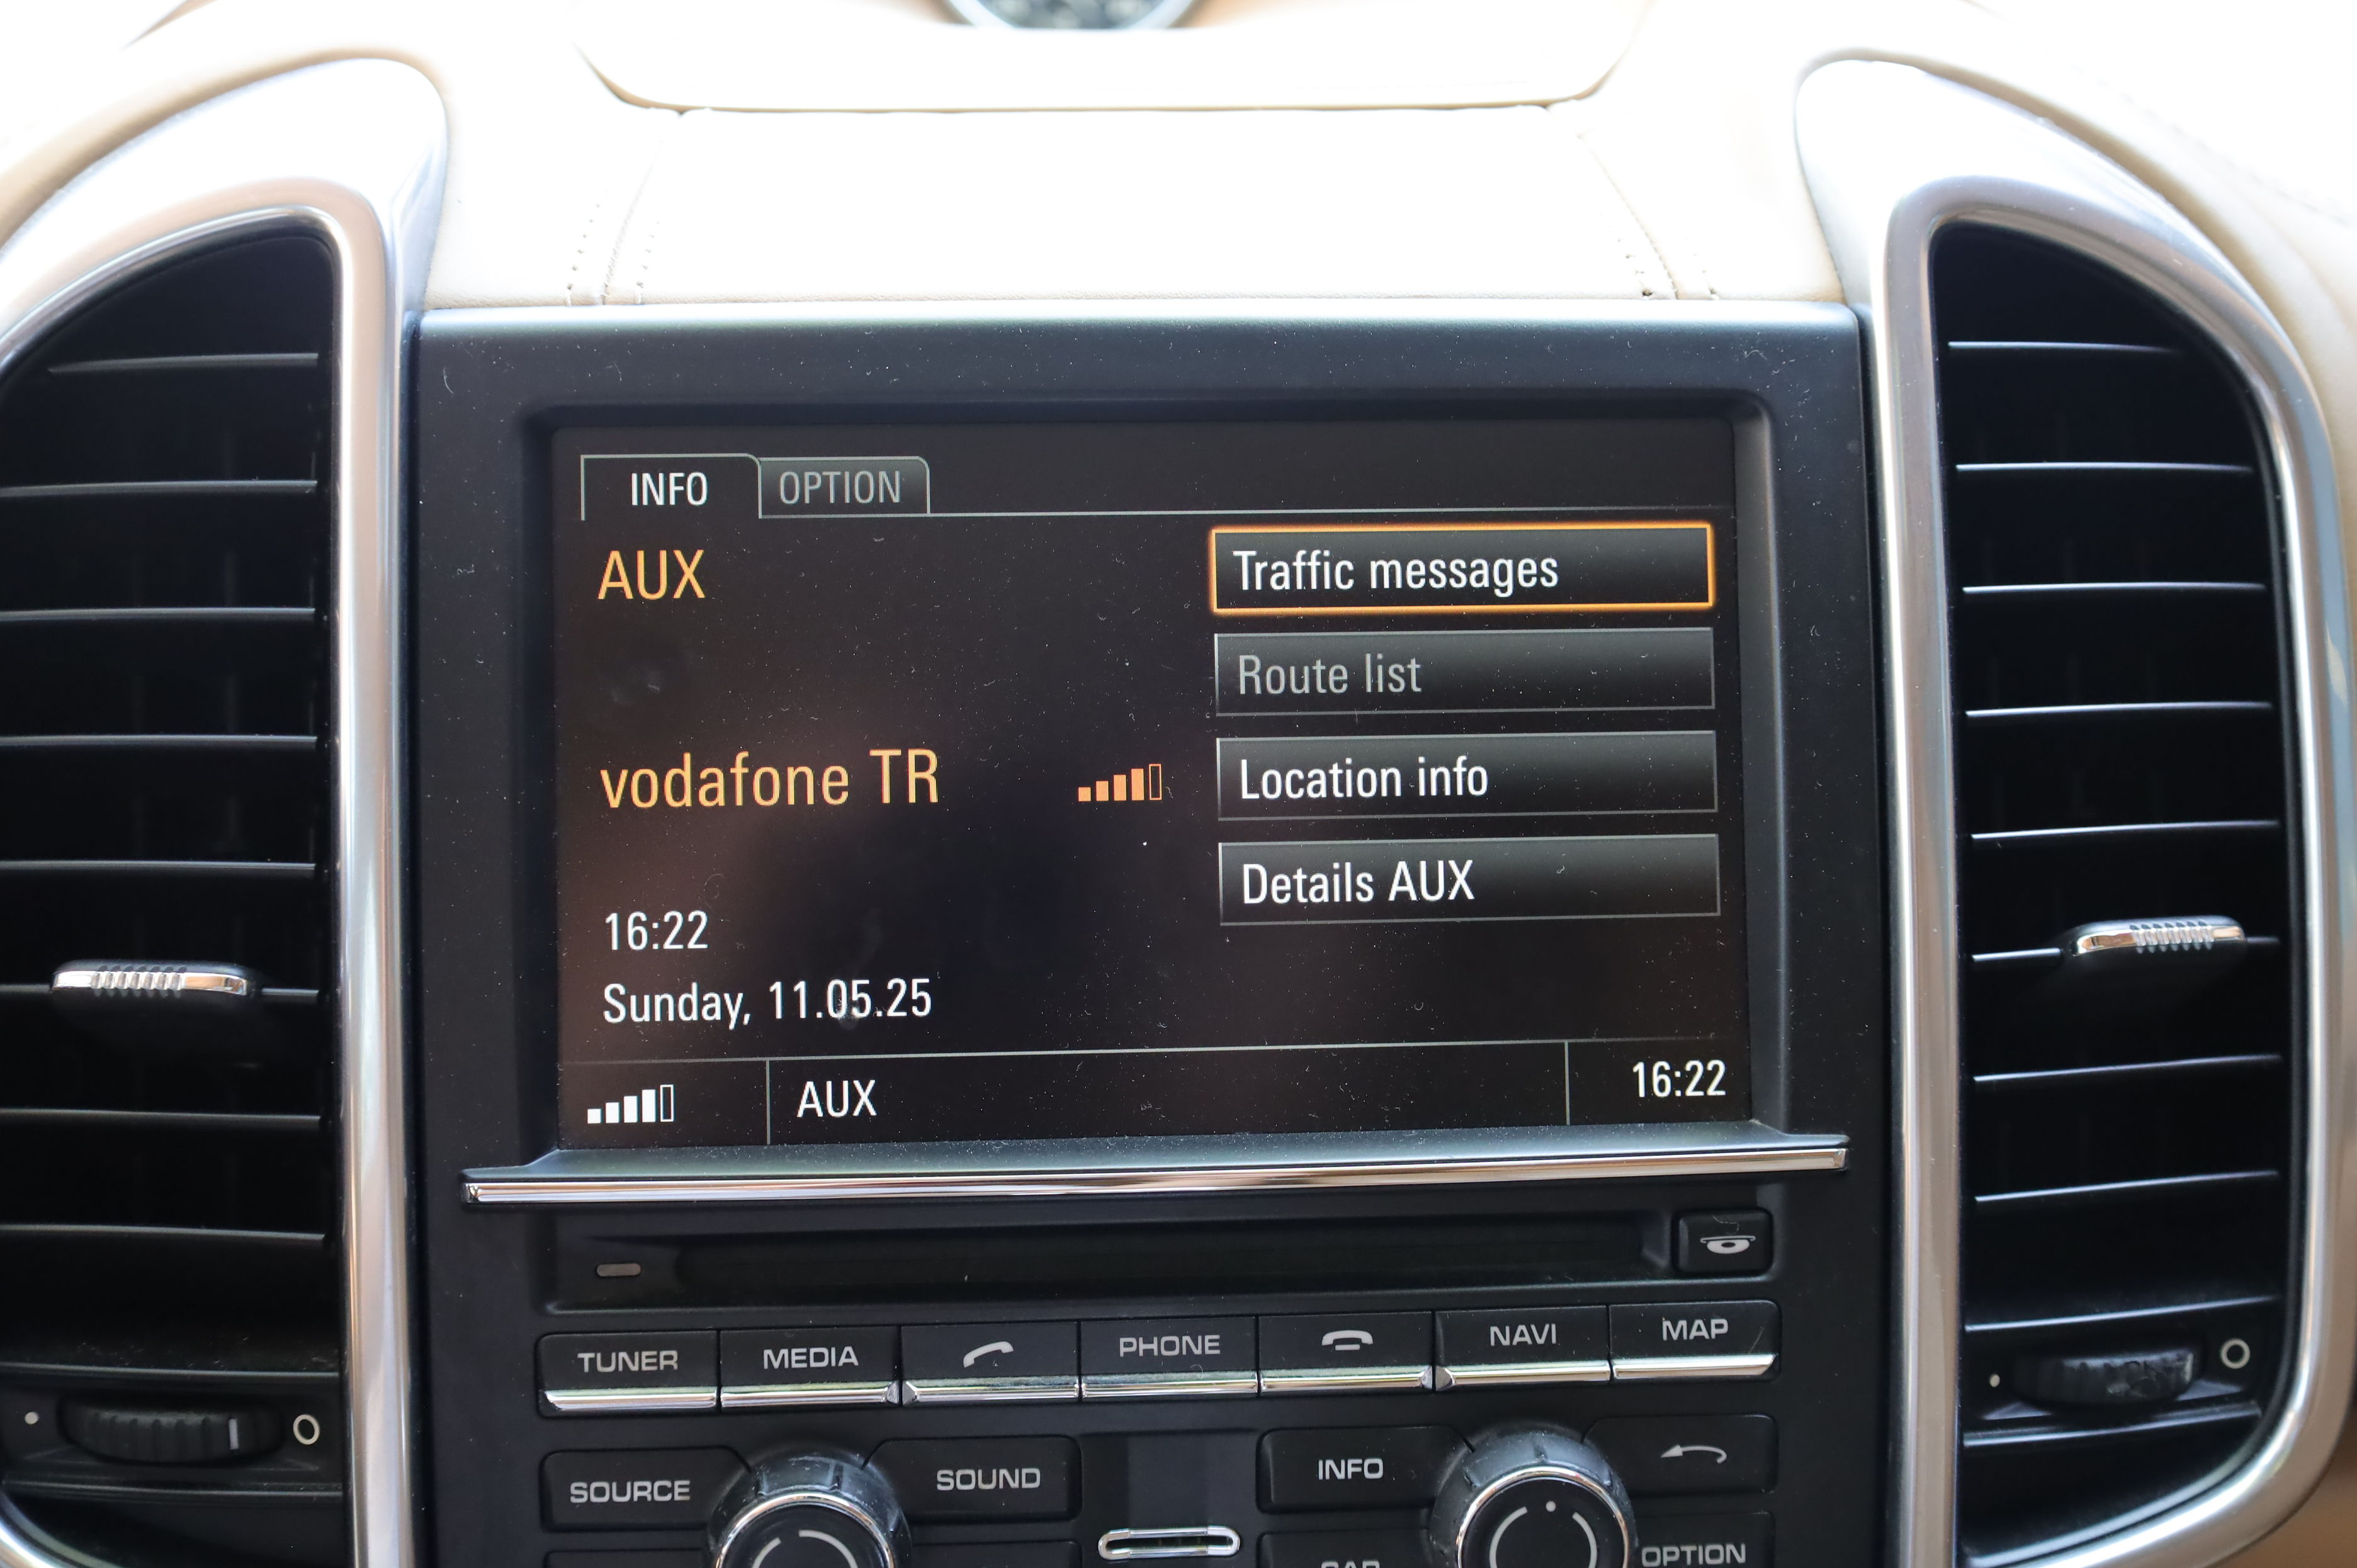 INFO OPTION
AUX
Traffic messages
Route list
vodafone TR
Location info
Details AUX
16:22
Sunday, 11.05.25
AUX
16:22
TUNER MEDIA PHONE NAVI MAP
SOURCE SOUND INFO
CAR OPTION